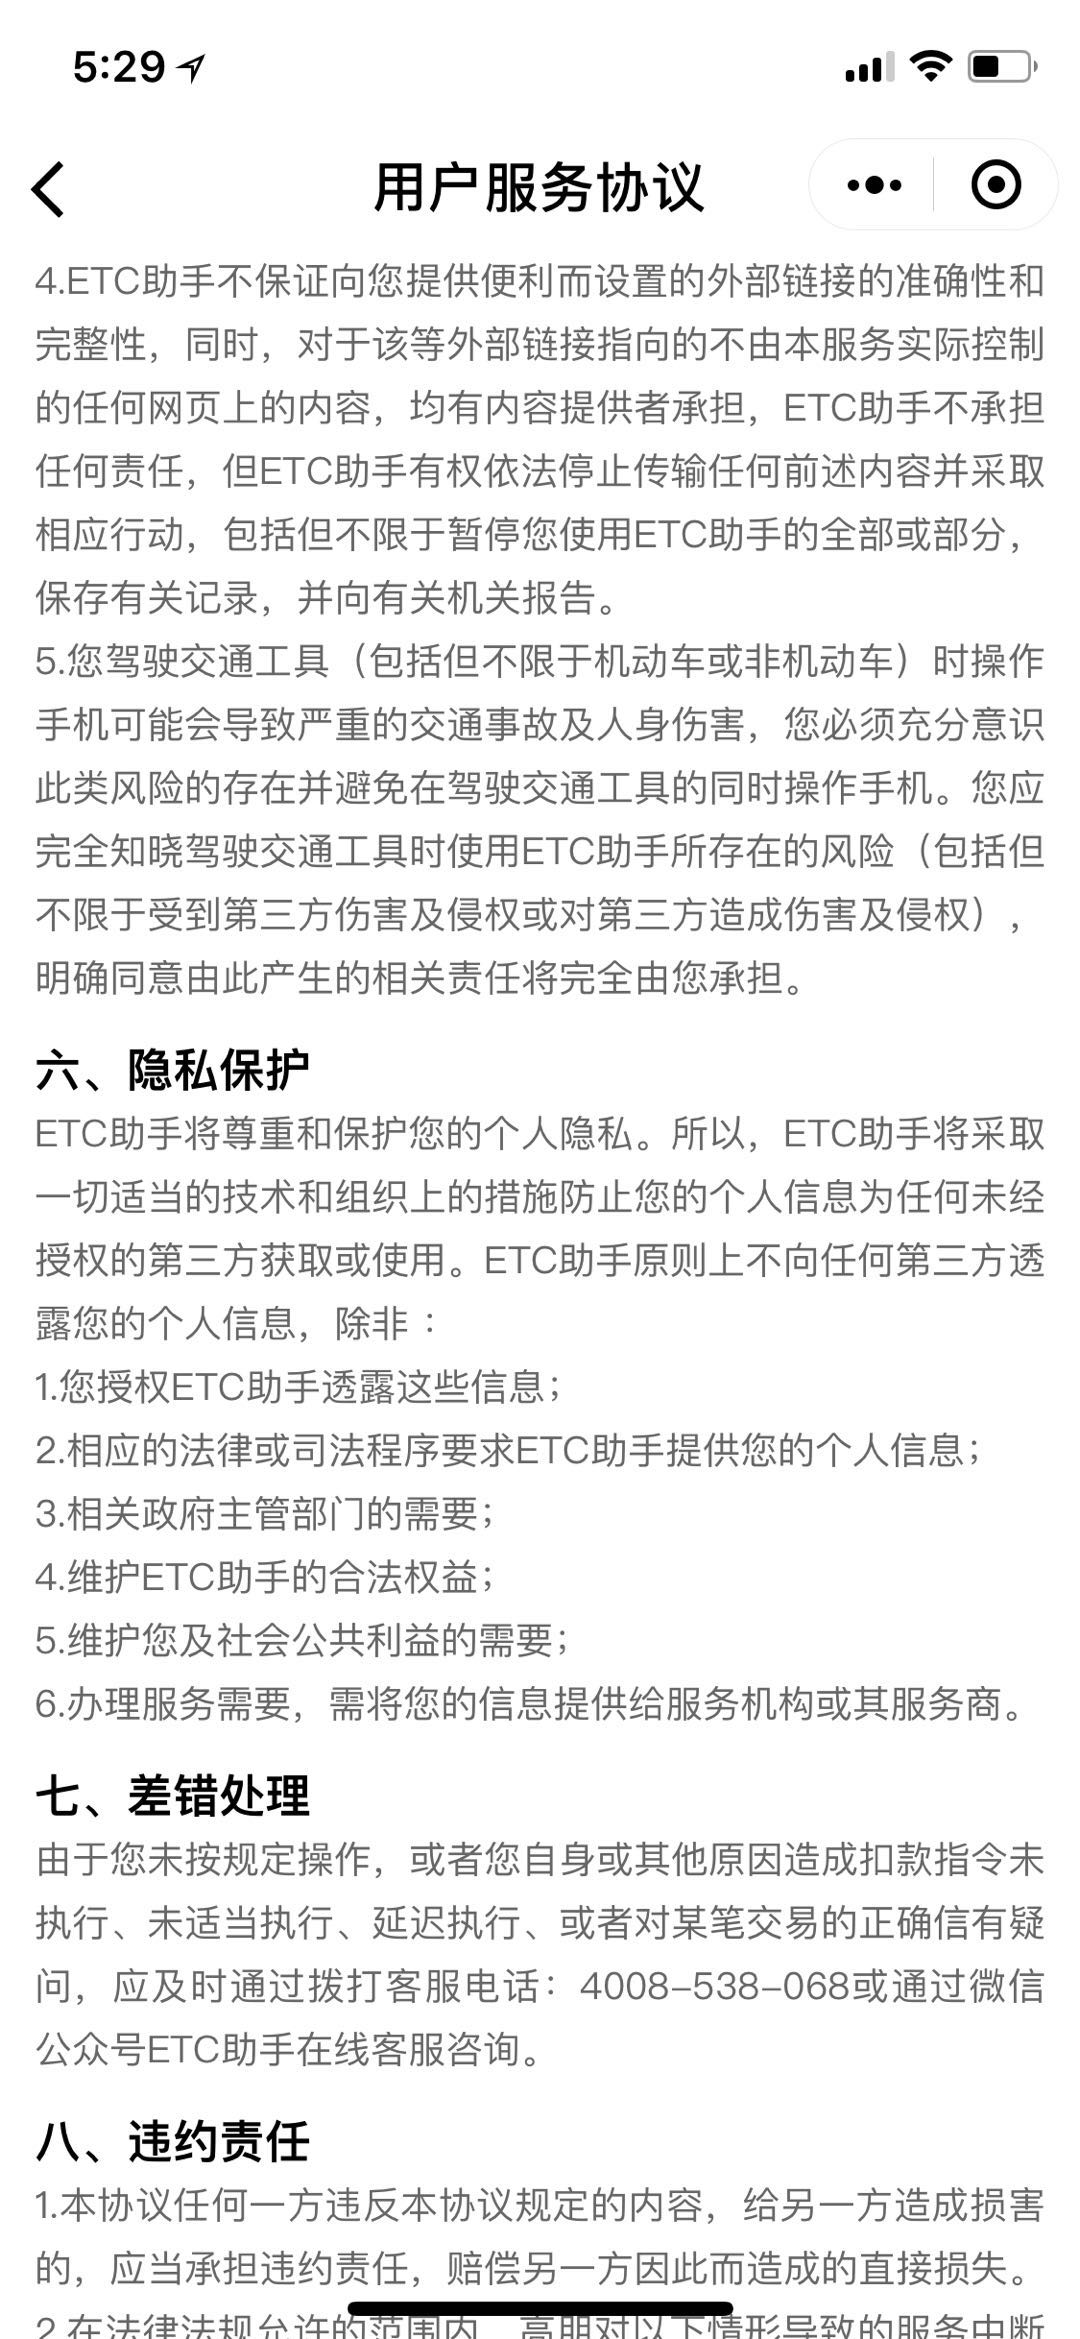 5:29
用户服务协议
4.ETC助手不保证向您提供便利而设置的外部链接的准确性和
完整性，同时，对于该等外部链接指向的不由本服务实际控制
的任何网页上的内容，均有内容提供者承担，ETC助手不承担
任何责任，但ETC助手有权依法停止传输任何前述内容并采取
相应行动，包括但不限于暂停您使用ETC助手的全部或部分，
保存有关记录，并向有关机关报告。
5.您驾驶交通工具（包括但不限于机动车或非机动车）时操作
手机可能会导致严重的交通事故及人身伤害，您必须充分意识
此类风险的存在并避免在驾驶交通工具的同时操作手机。您应
完全知晓驾驶交通工具时使用ETC助手所存在的风险（包括但
不限于受到第三方伤害及侵权或对第三方造成伤害及侵权），
明确同意由此产生的相关责任将完全由您承担。
六、隐私保护
ETC助手将尊重和保护您的个人隐私。所以，ETC助手将采取
一切适当的技术和组织上的措施防止您的个人信息为任何未经
授权的第三方获取或使用。ETC助手原则上不向任何第三方透
露您的个人信息，除非：
1.您授权ETC助手透露这些信息；
2.相应的法律或司法程序要求ETC助手提供您的个人信息；
3.相关政府主管部门的需要；
4.维护ETC助手的合法权益；
5.维护您及社会公共利益的需要；
6.办理服务需要，需将您的信息提供给服务机构或其服务商。
七、差错处理
由于您未按规定操作，或者您自身或其他原因造成扣款指令未
执行、未适当执行、延迟执行、或者对某笔交易的正确信有疑
问，应及时通过拨打客服电话：4008-538-068或通过微信
公众号ETC助手在线客服咨询。
八、违约责任
1.本协议任何一方违反本协议规定的内容，给另一方造成损害
的，应当承担违约责任，赔偿另一方因此而造成的直接损失。
2.在法律法规允许的范围内，高朋对以下情形导致的服务中断